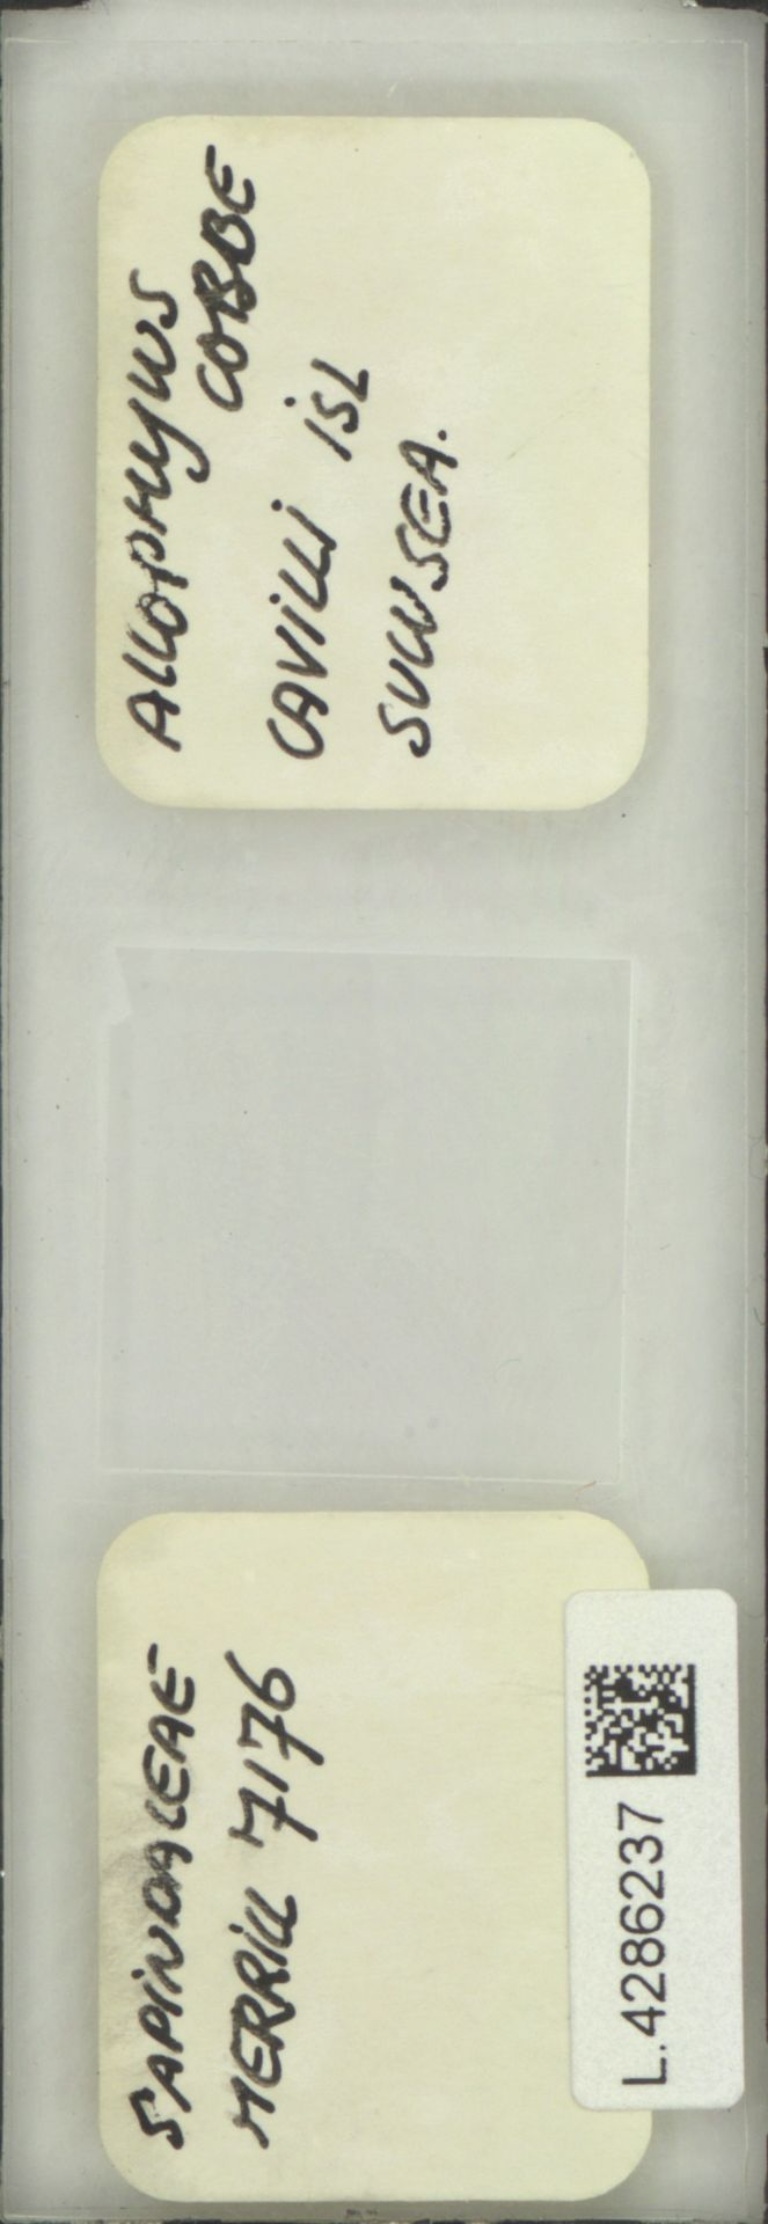 ALLOPHYLUS
COBBE
CAVILLI ISL
SULU SEA.
SAPINDACEAE
MERRILL 7176
L.4286237